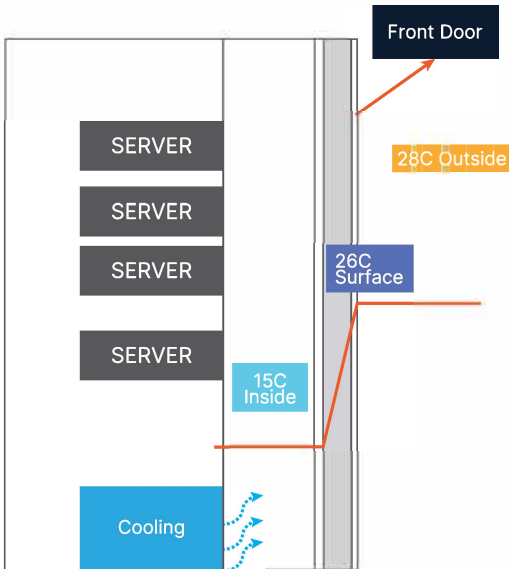 Front Door
SERVER
28C Outside
SERVER
SERVER
26C
Surface
SERVER
15C
Inside
Cooling